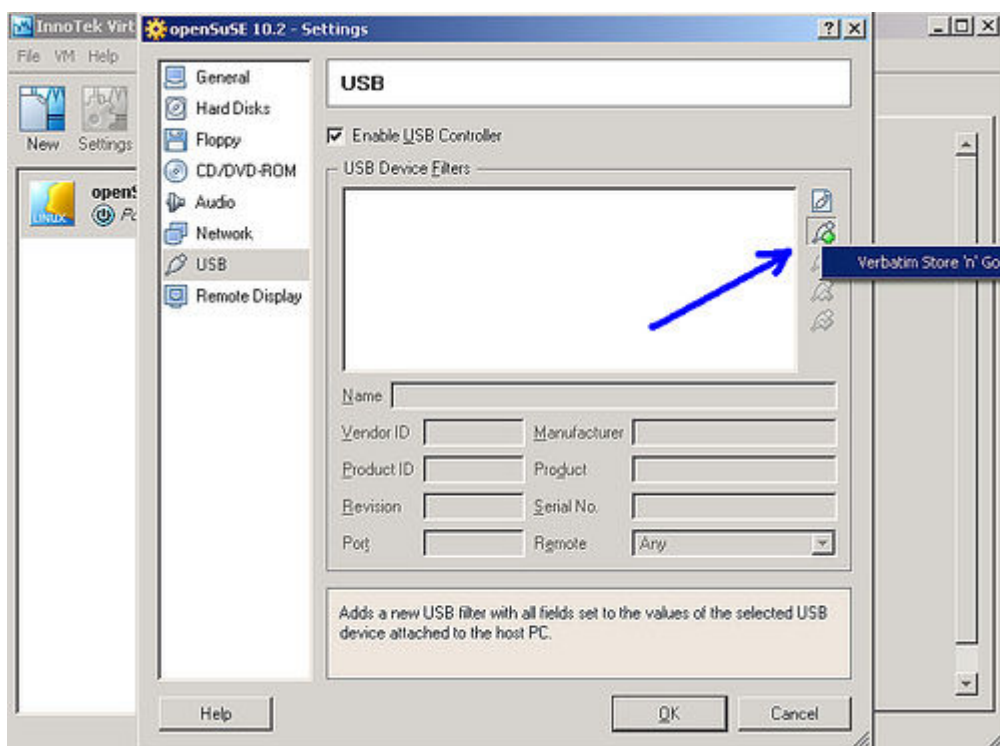 InnoTek Virt
openSuSE 10.2 - Settings
File VM Help
New Settings
openS
LINUX
General
Hard Disks
Floppy
CD/DVD-ROM
Audio
Network
USB
Remote Display
USB
Enable USB Controller
USB Device Filters
Verbatim Store 'n' Go
Name
Vendor ID Manufacturer
Product ID Product
Revision Serial No.
Port Remote Any
Adds a new USB filter with all fields set to the values of the selected USB
device attached to the host PC.
Help OK Cancel